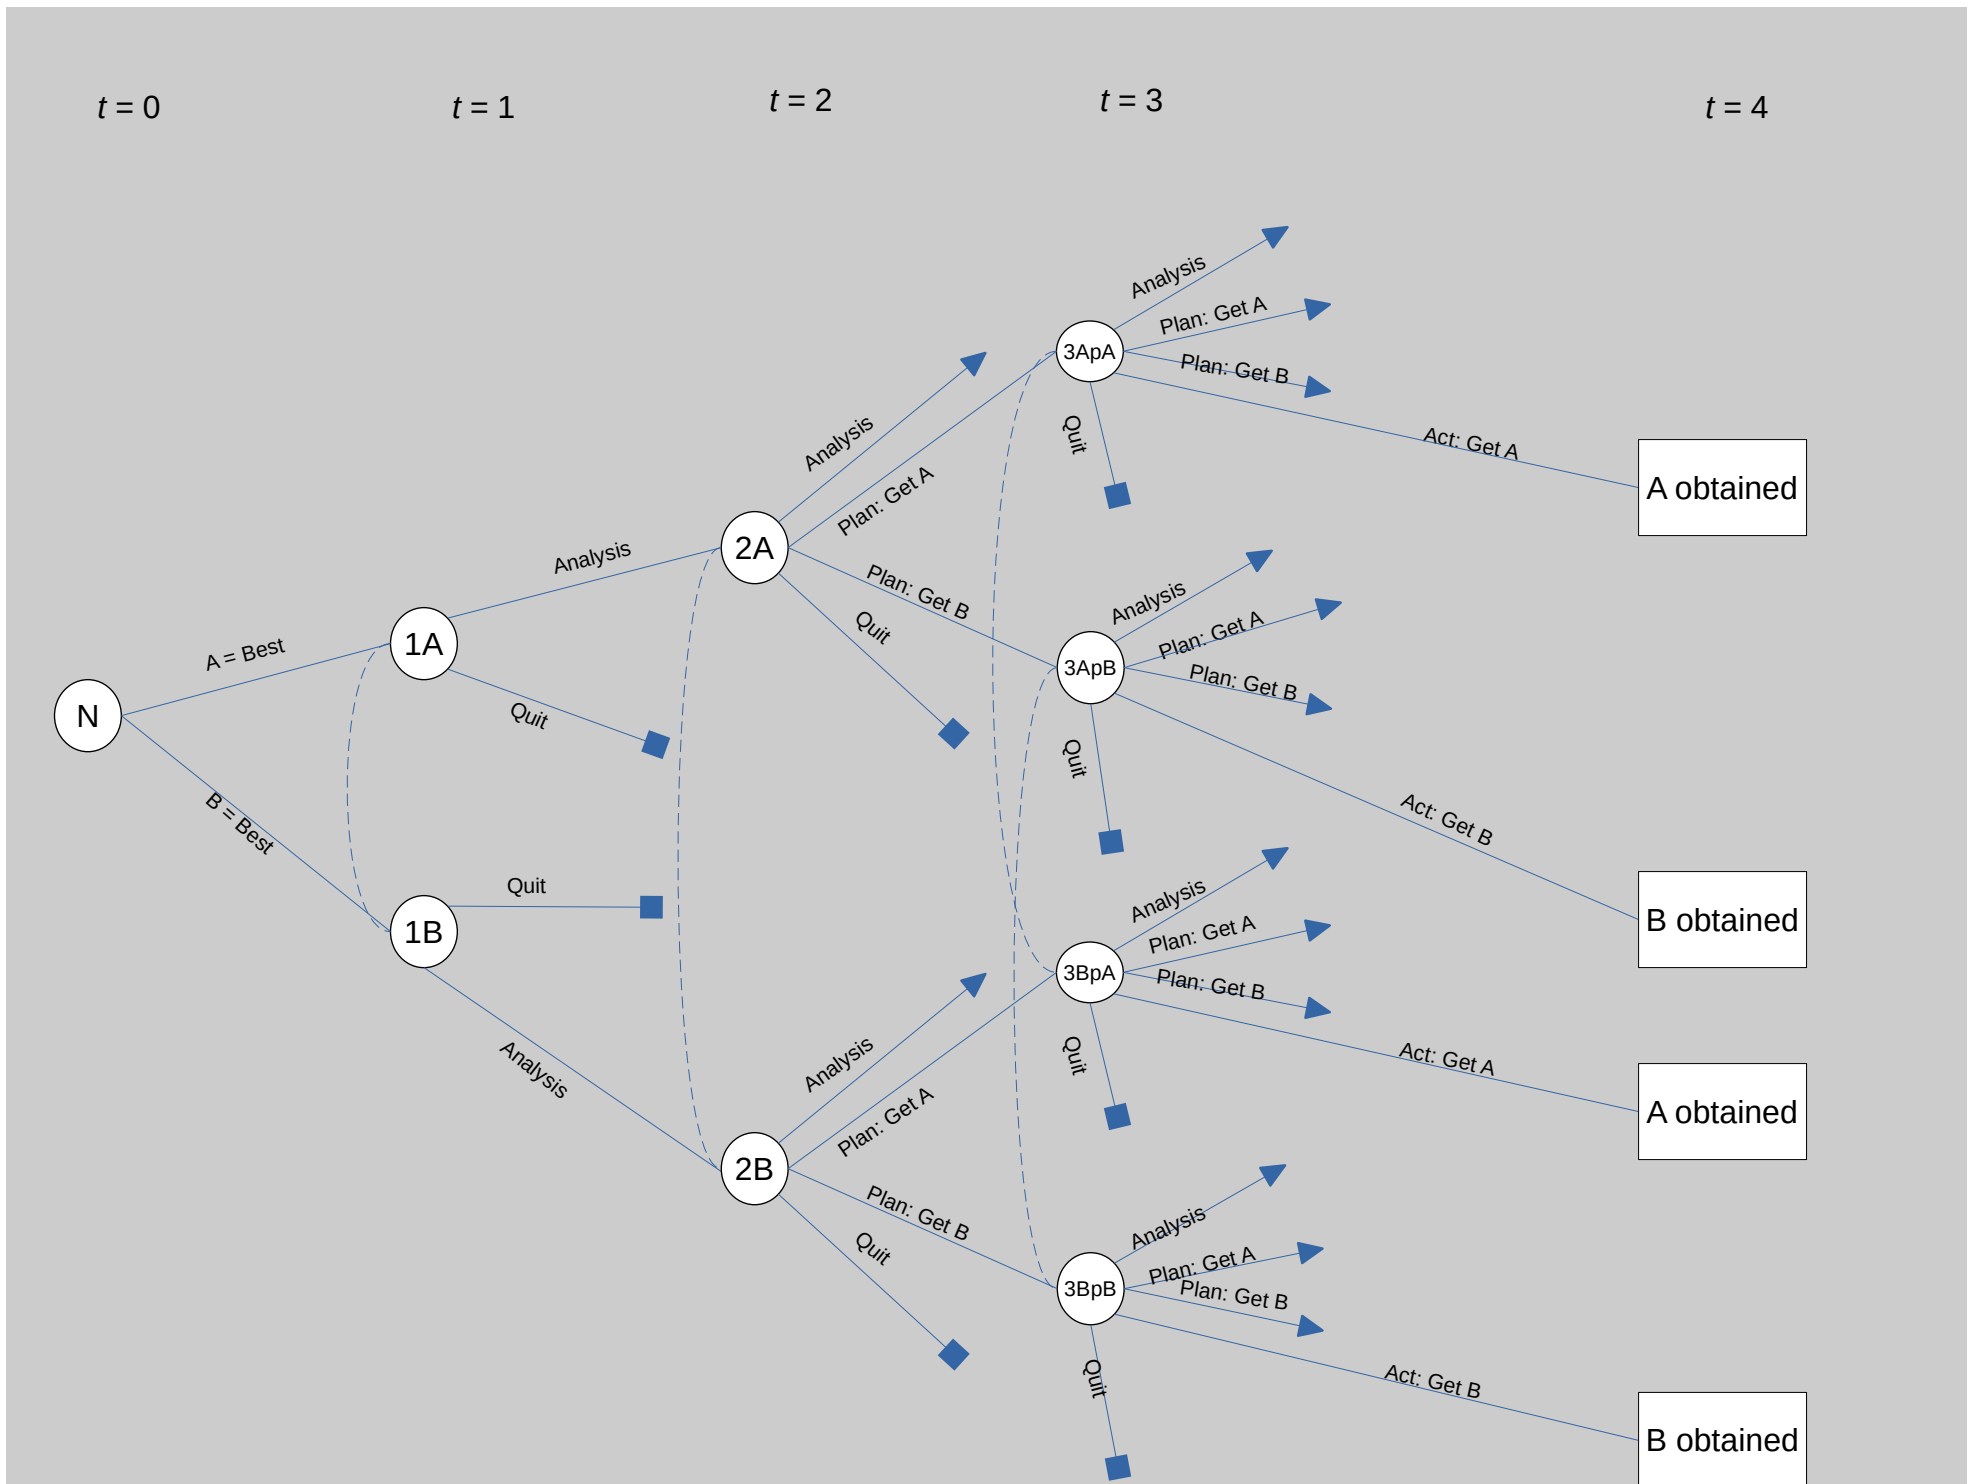 t = 0
t = 1
t = 2
t = 3
t = 4
Analysis
Plan: Get A
3ApA
Plan: Get B
Analysis
Quit
Act: Get A
A obtained
Plan: Get A
2A
Analysis
Plan: Get B
Analysis
Plan: Get A
Quit
1A
A = Best
3ApB
Plan: Get B
N
Quit
Quit
B = Best
Act: Get B
Quit
Analysis
B obtained
1B
Plan: Get A
3BpA
Plan: Get B
Analysis
Analysis
Quit
Act: Get A
A obtained
Plan: Get A
2B
Plan: Get B
Analysis
Quit
Plan: Get A
3BpB
Plan: Get B
Quit
Act: Get B
B obtained